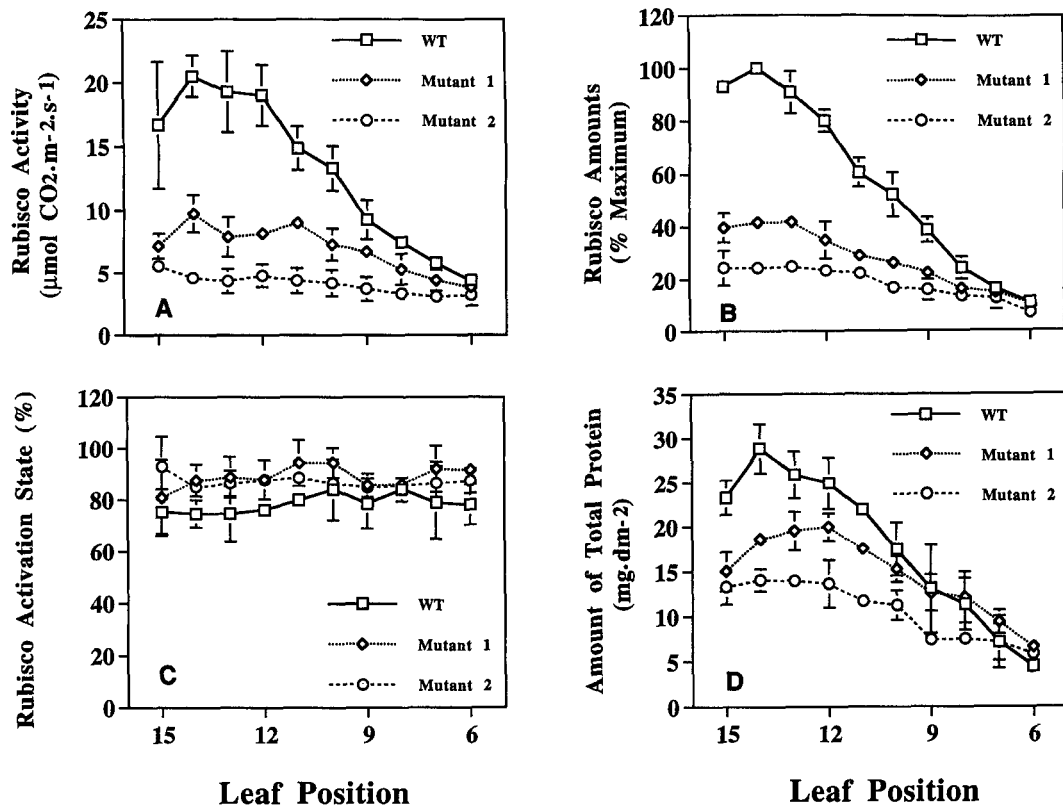 Rubisco Activity
(μmol CO2.m-2.s-1)
25
20
15
10
5
0
WT
Mutant 1
Mutant 2
A
Rubisco Amounts
(% Maximum)
120
100
80
60
40
20
0
WT
Mutant 1
Mutant 2
B
Rubisco Activation State (%)
120
100
80
60
40
20
0
WT
Mutant 1
Mutant 2
C
15
12
9
6
Leaf Position
Amount of Total Protein
(mg.dm-2)
35
30
25
20
15
10
5
0
WT
Mutant 1
Mutant 2
D
15
12
9
6
Leaf Position